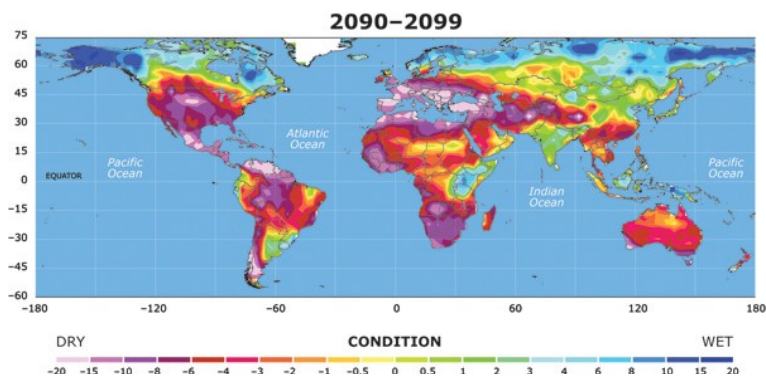 2090–2099
75
60
45
30
15
0
−15
−30
−45
−60
Atlantic
Ocean
Pacific
Ocean
EQUATOR
Indian
Ocean
Pacific
Ocean
−180 −120 −60 0 60 120 180
DRY CONDITION WET
−20 −15 −10 −8 −6 −4 −3 −2 −1 −0.5 0 0.5 1 2 3 4 6 8 10 15 20